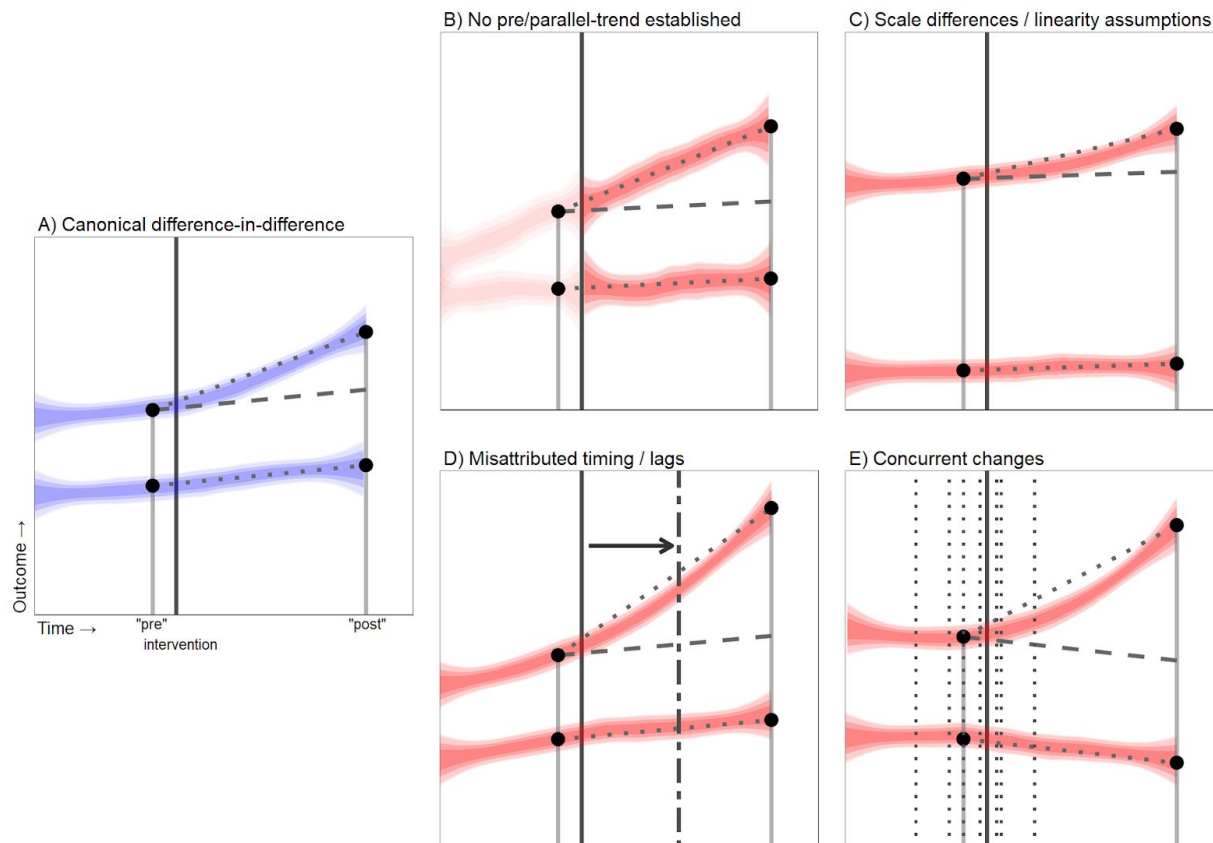 A) Canonical difference-in-difference
Outcome →
Time →
"pre"
intervention
"post"
B) No pre/parallel-trend established
C) Scale differences / linearity assumptions
D) Misattributed timing / lags
E) Concurrent changes